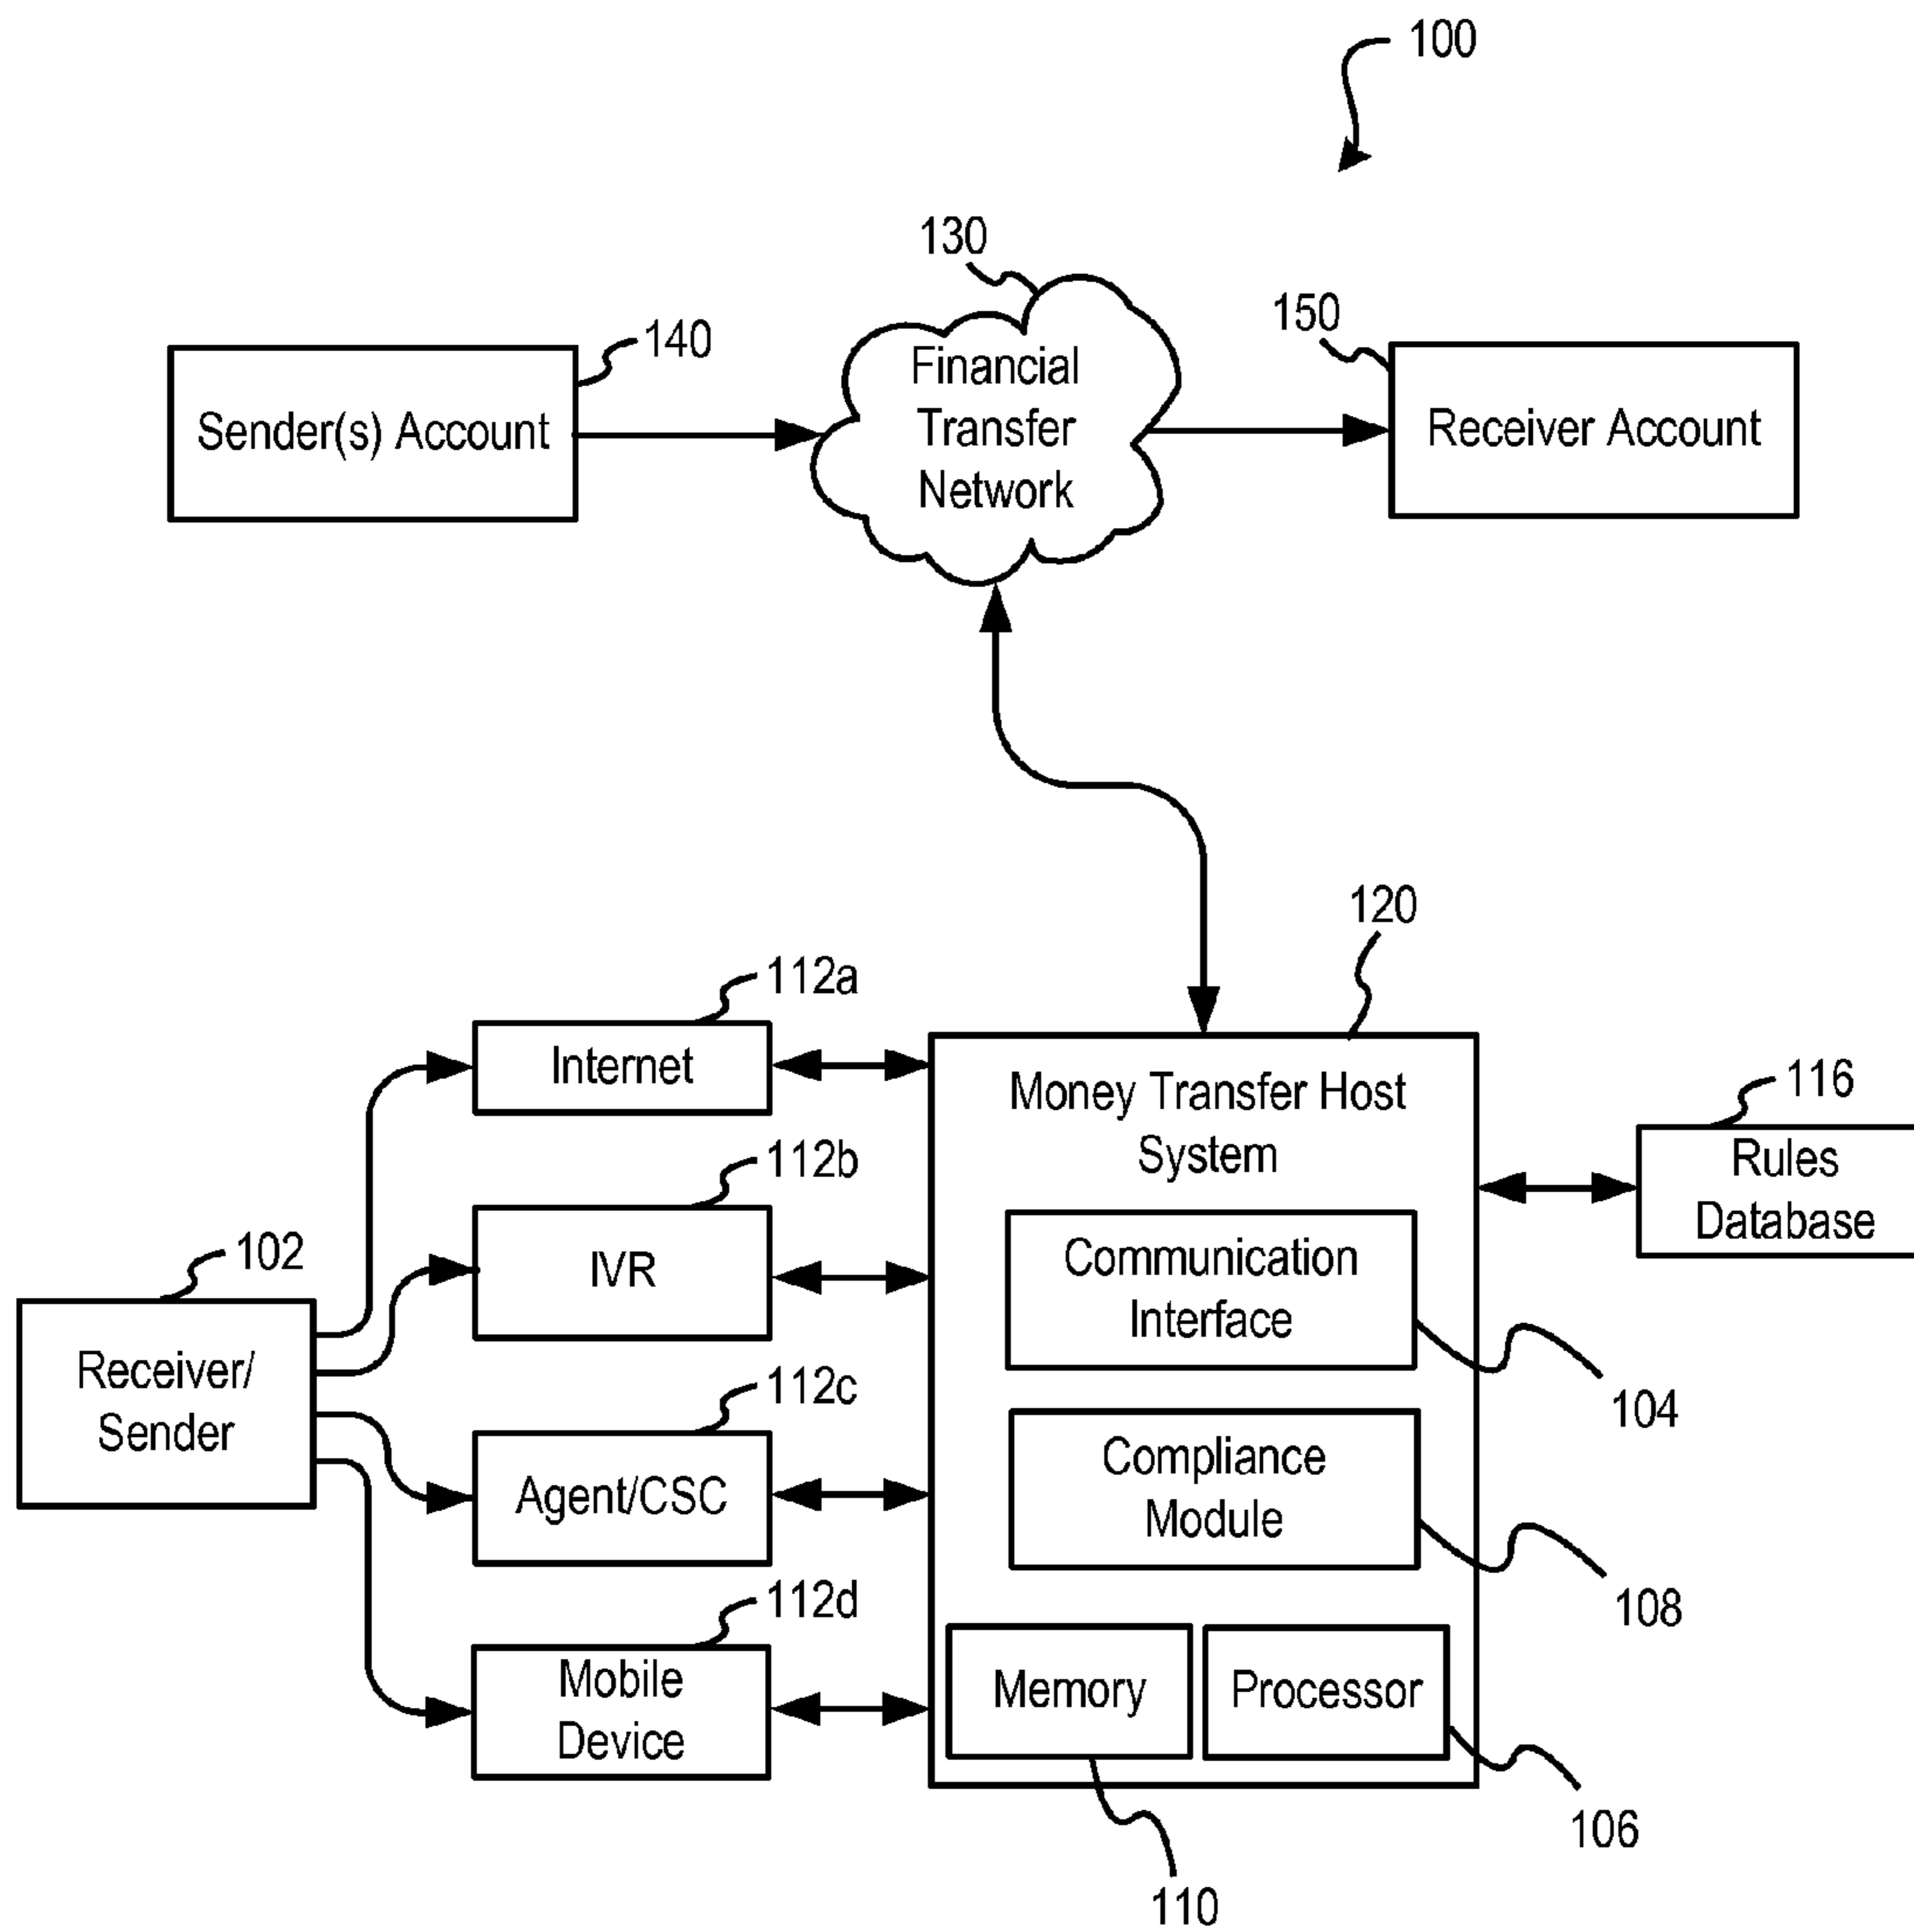 100
130
140
150
Sender(s) Account
Financial
Transfer
Network
Receiver Account
120
112a
Internet
112b
IVR
102
Receiver/
Sender
112c
Agent/CSC
112d
Mobile
Device
Money Transfer Host
System
116
Rules
Database
Communication
Interface
104
Compliance
Module
108
Memory
Processor
106
110